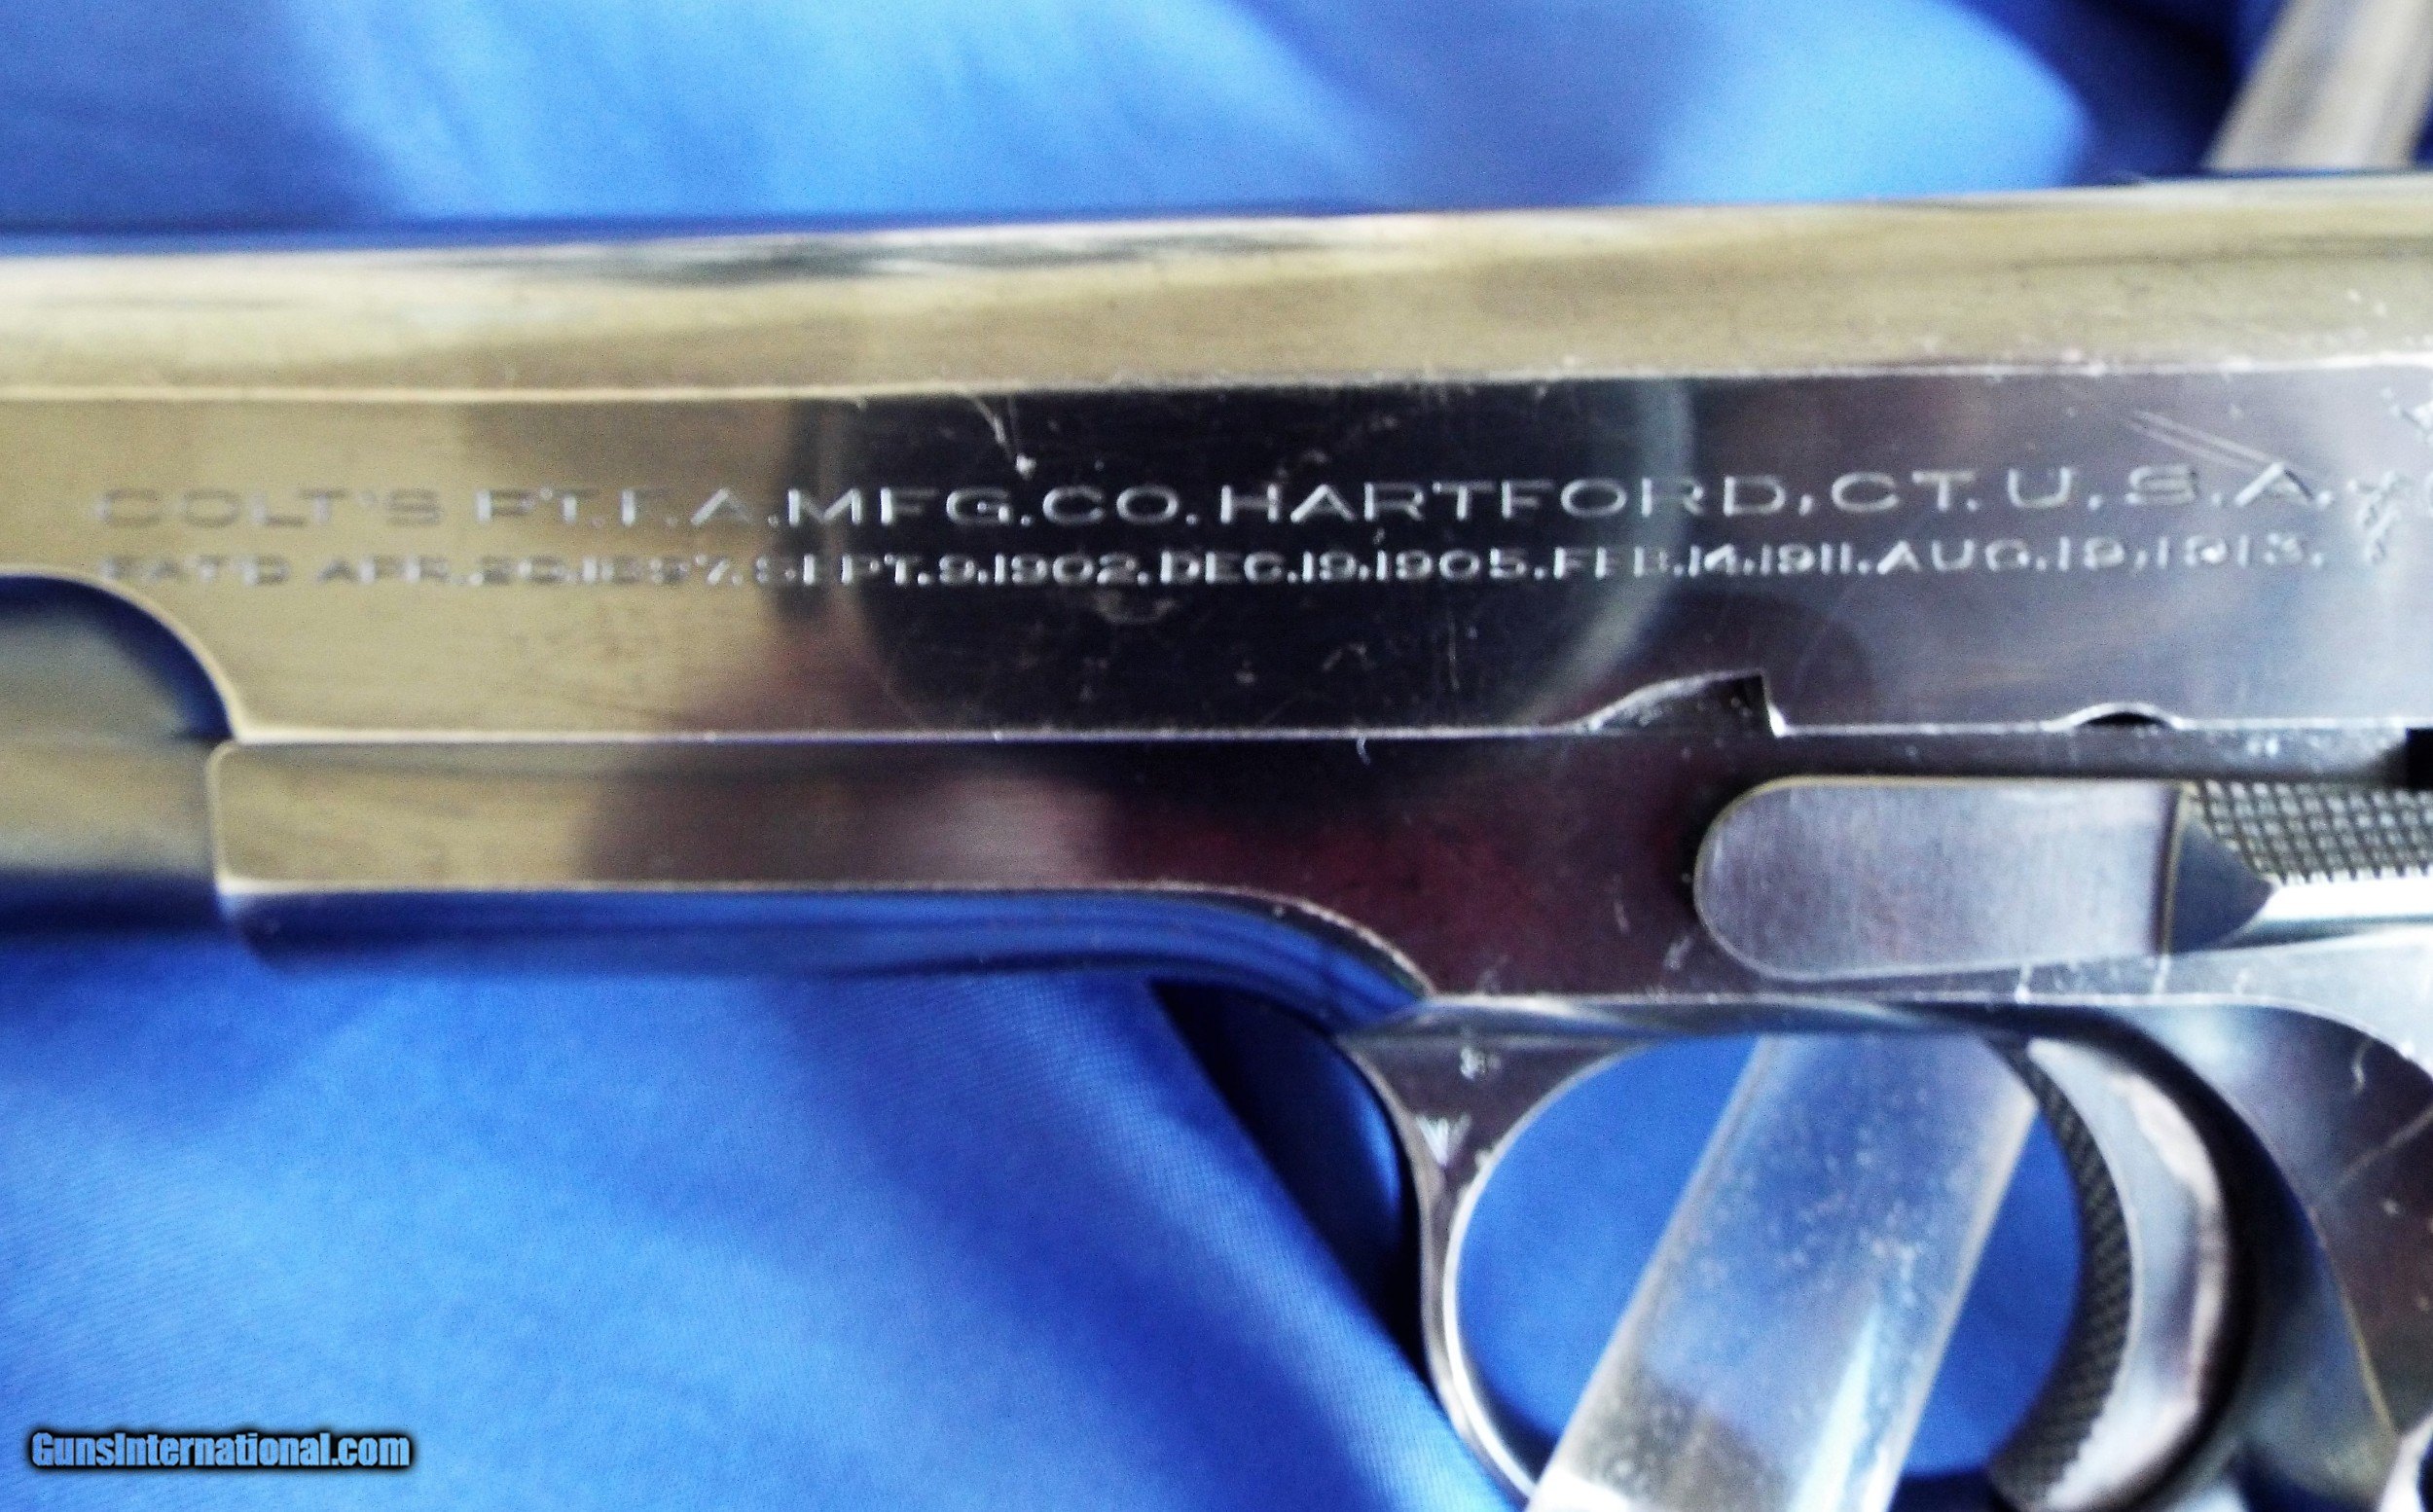 COLT'S PT.F.A.MFG.CO.HARTFORD,CT.U.S.A.
PAT'D APR.20,1897.SEPT.9,1902.DEC.19,1905.FEB.14,1911.AUG.19,1913.
GunsInternational.com